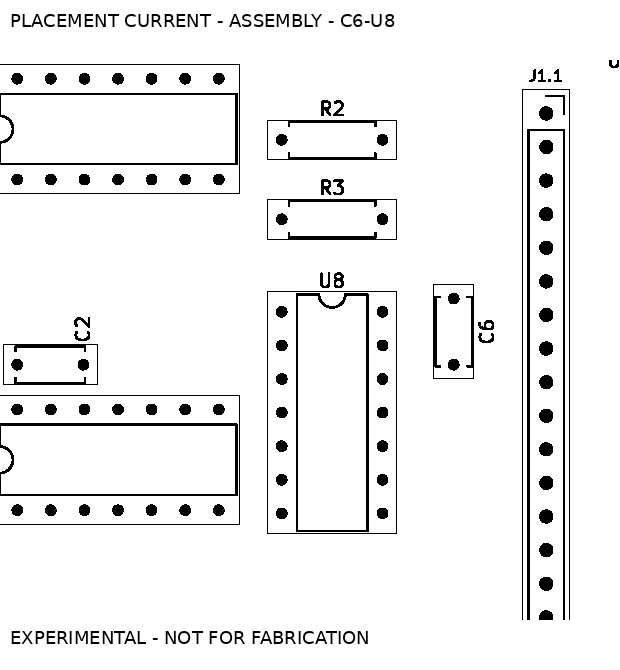 PLACEMENT CURRENT - ASSEMBLY - C6-U8
J1.1
R2
R3
U8
C2
C6
EXPERIMENTAL - NOT FOR FABRICATION